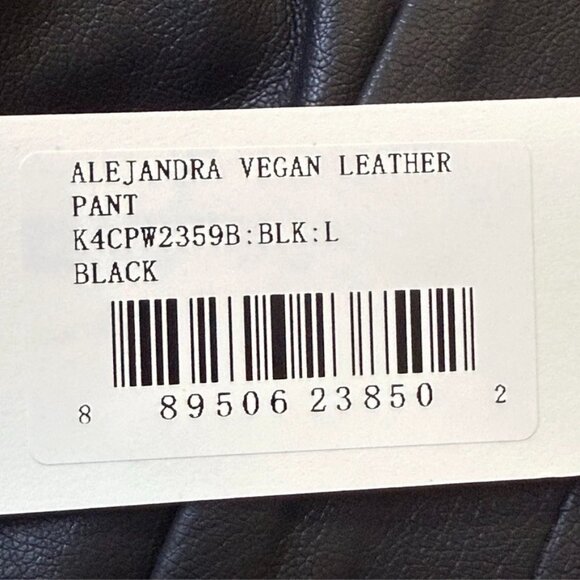 ALEJANDRA VEGAN LEATHER
PANT
K4CPW2359B:BLK:L
BLACK
8 89506 23850 2